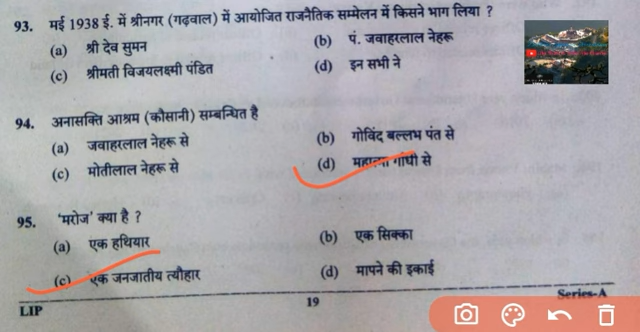 93. मई 1938 ई. में श्रीनगर (गढ़वाल) में आयोजित राजनैतिक सम्मेलन में किसने भाग लिया ?
(a) श्री देव सुमन (b) पं. जवाहरलाल नेहरू
(c) श्रीमती विजयलक्ष्मी पंडित (d) इन सभी ने
94. अनासक्ति आश्रम (कौसानी) सम्बन्धित है
(a) जवाहरलाल नेहरू से (b) गोविंद बल्लभ पंत से
(c) मोतीलाल नेहरू से (d) महात्मा गांधी से
95. 'मरोज' क्या है ?
(a) एक हथियार (b) एक सिक्का
(c) एक जनजातीय त्यौहार (d) मापने की इकाई
LIP 19 Series-A